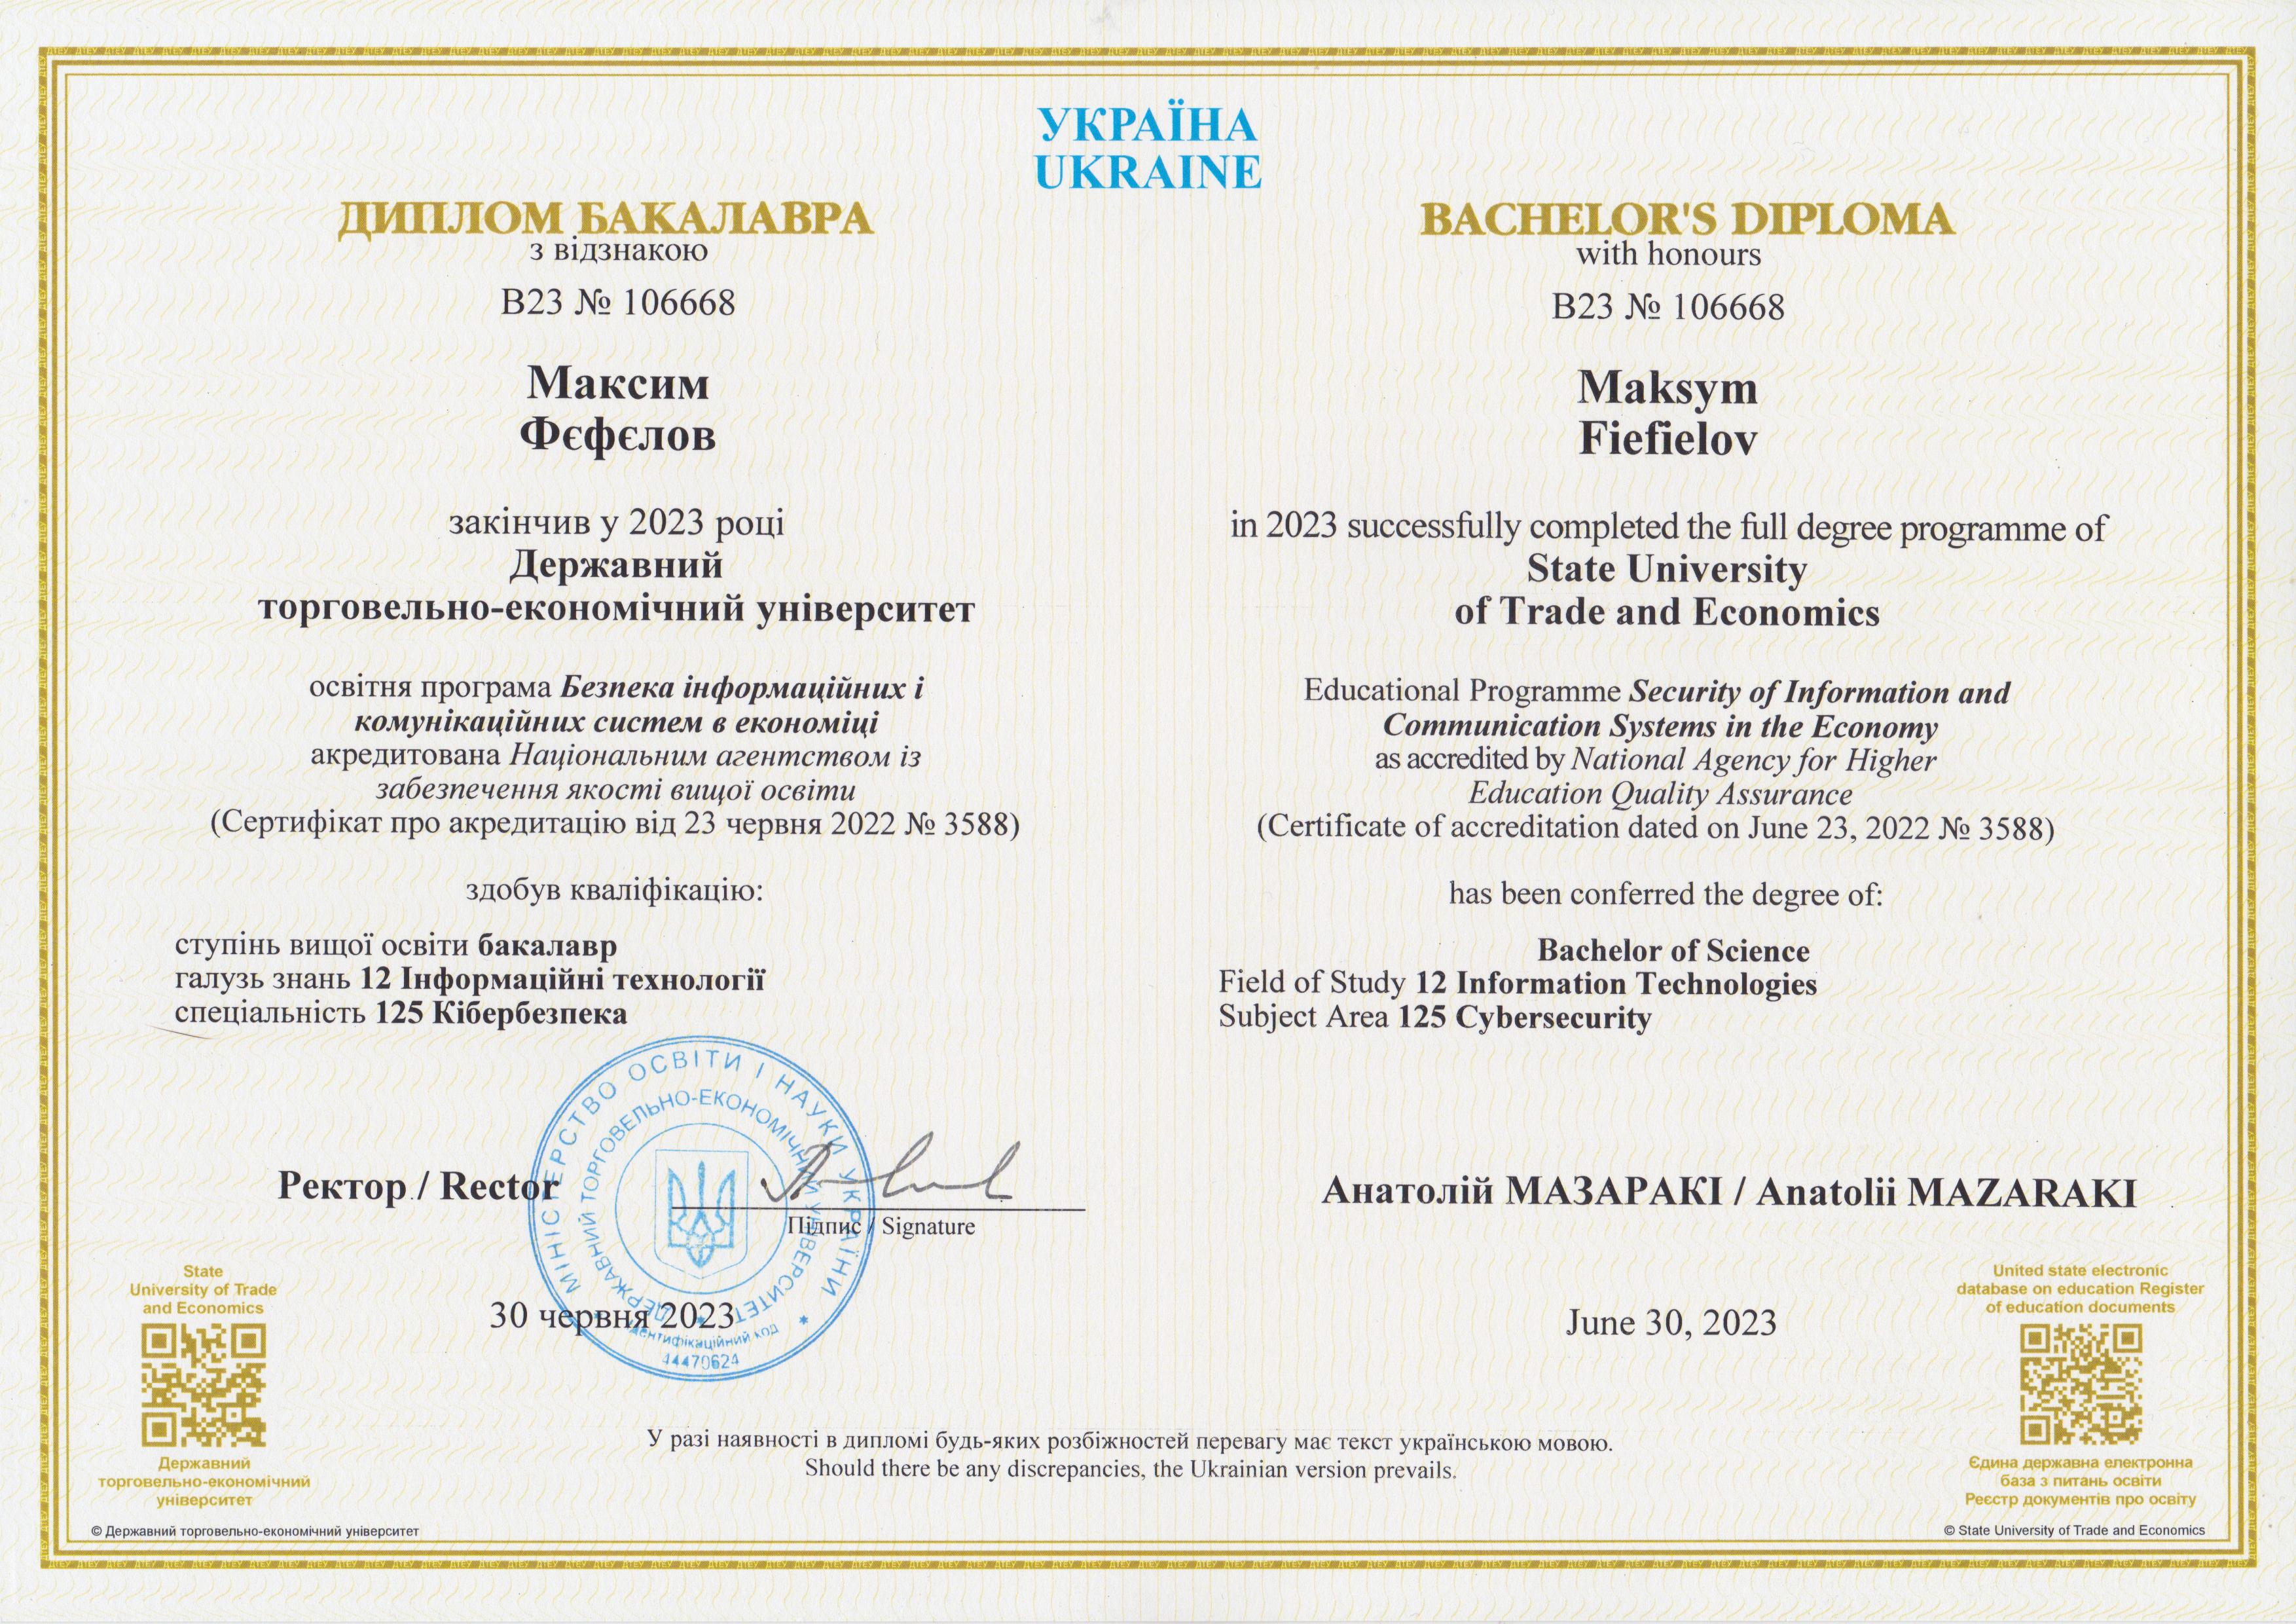 УКРАЇНА
UKRAINE
ДИПЛОМ БАКАЛАВРА
з відзнакою
В23 № 106668
Максим
Фєфєлов
закінчив у 2023 році
Державний
торговельно-економічний університет
освітня програма Безпека інформаційних і
комунікаційних систем в економіці
акредитована Національним агентством із
забезпечення якості вищої освіти
(Сертифікат про акредитацію від 23 червня 2022 № 3588)
здобув кваліфікацію:
ступінь вищої освіти бакалавр
галузь знань 12 Інформаційні технології
спеціальність 125 Кібербезпека
BACHELOR'S DIPLOMA
with honours
B23 № 106668
Maksym
Fiefielov
in 2023 successfully completed the full degree programme of
State University
of Trade and Economics
Educational Programme Security of Information and
Communication Systems in the Economy
as accredited by National Agency for Higher
Education Quality Assurance
(Certificate of accreditation dated on June 23, 2022 № 3588)
has been conferred the degree of:
Bachelor of Science
Field of Study 12 Information Technologies
Subject Area 125 Cybersecurity
Ректор / Rector
Підпис / Signature
Анатолій МАЗАРАКІ / Anatolii MAZARAKI
МІНІСТЕРСТВО ОСВІТИ І НАУКИ УКРАЇНИ
ДЕРЖАВНИЙ ТОРГОВЕЛЬНО-ЕКОНОМІЧНИЙ УНІВЕРСИТЕТ
ідентифікаційний код
44470624
30 червня 2023
June 30, 2023
State
University of Trade
and Economics
Державний
торговельно-економічний
університет
United state electronic
database on education Register
of education documents
Єдина державна електронна
база з питань освіти
Реєстр документів про освіту
У разі наявності в дипломі будь-яких розбіжностей перевагу має текст українською мовою.
Should there be any discrepancies, the Ukrainian version prevails.
© Державний торговельно-економічний університет
© State University of Trade and Economics